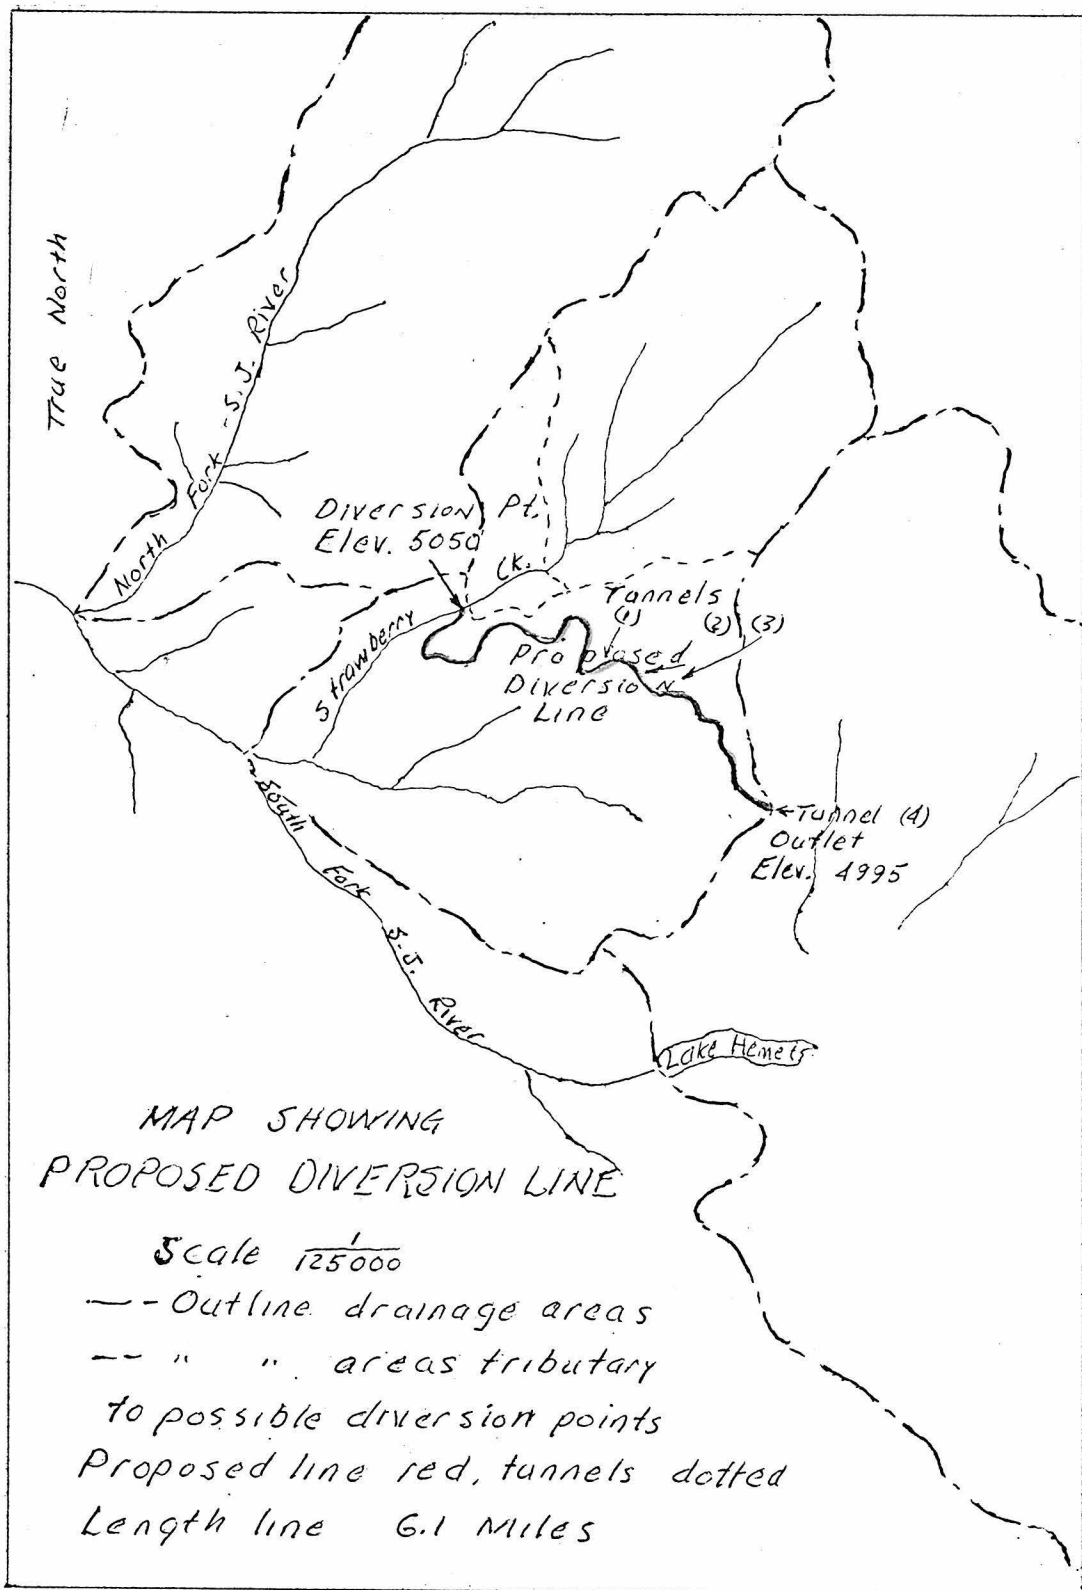 True North
North Fork - S.J. River
Diversion Pt.
Elev. 5050
Strawberry Ck.
Tunnels
(1) (2) (3)
Proposed
Diversion
Line
South Fork S.J. River
Tunnel (4)
Outlet
Elev. 4995
Lake Hemet
MAP SHOWING
PROPOSED DIVERSION LINE
Scale 1/125000
—-- Outline drainage areas
-- " " areas tributary
to possible diversion points
Proposed line red, tunnels dotted
Length line 6.1 Miles